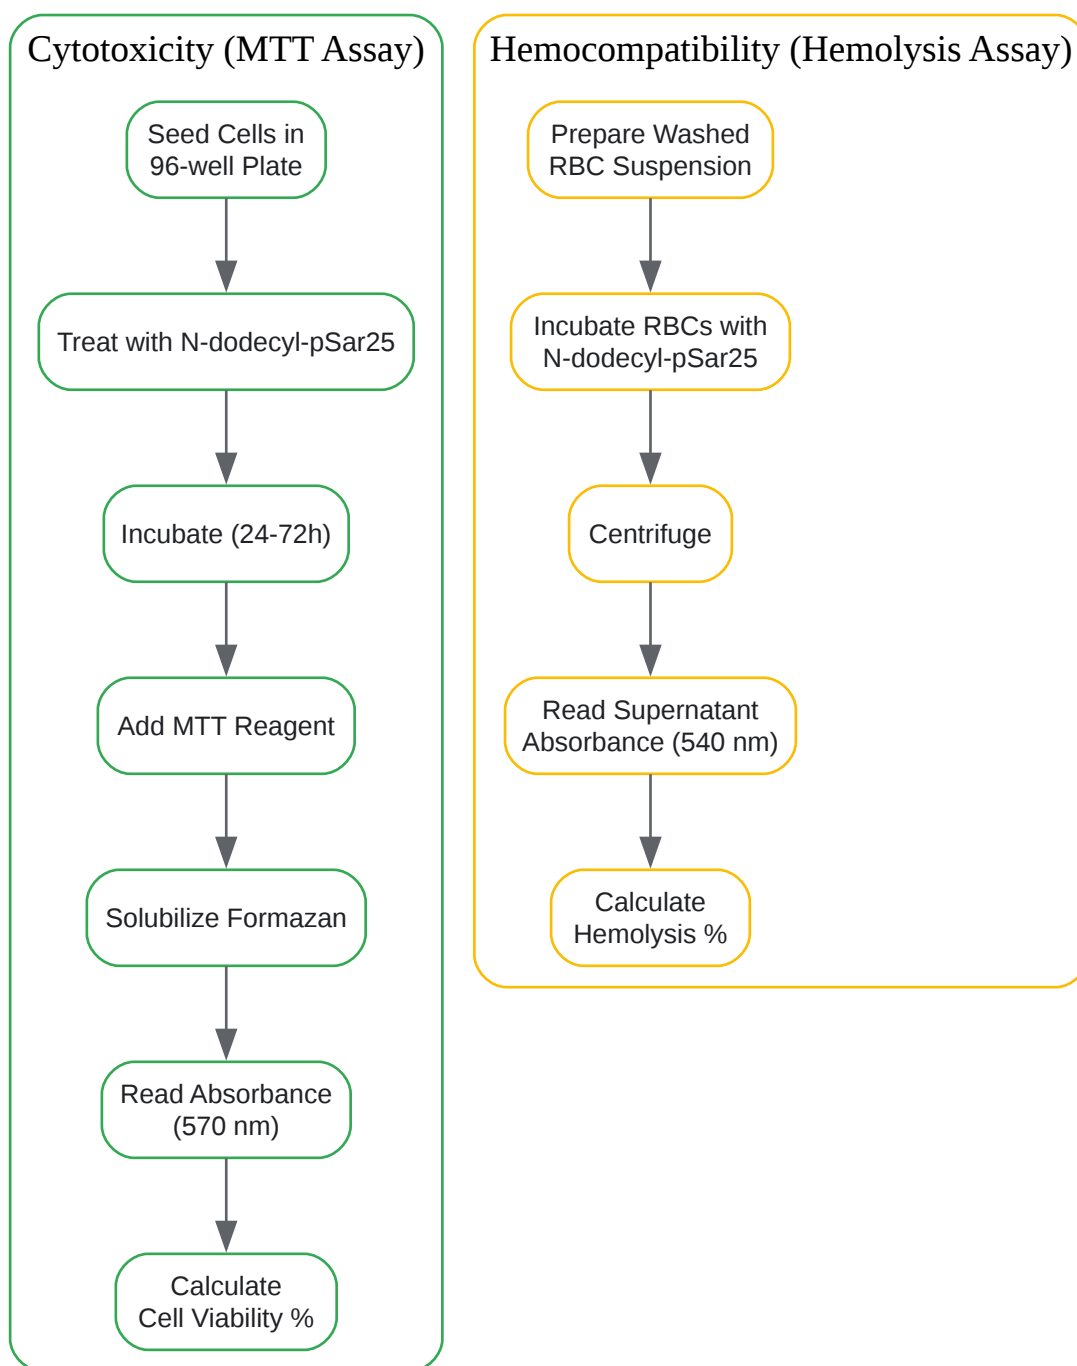 Cytotoxicity (MTT Assay)
Seed Cells in
96-well Plate
Treat with N-dodecyl-pSar25
Incubate (24-72h)
Add MTT Reagent
Solubilize Formazan
Read Absorbance
(570 nm)
Calculate
Cell Viability %
Hemocompatibility (Hemolysis Assay)
Prepare Washed
RBC Suspension
Incubate RBCs with
N-dodecyl-pSar25
Centrifuge
Read Supernatant
Absorbance (540 nm)
Calculate
Hemolysis %